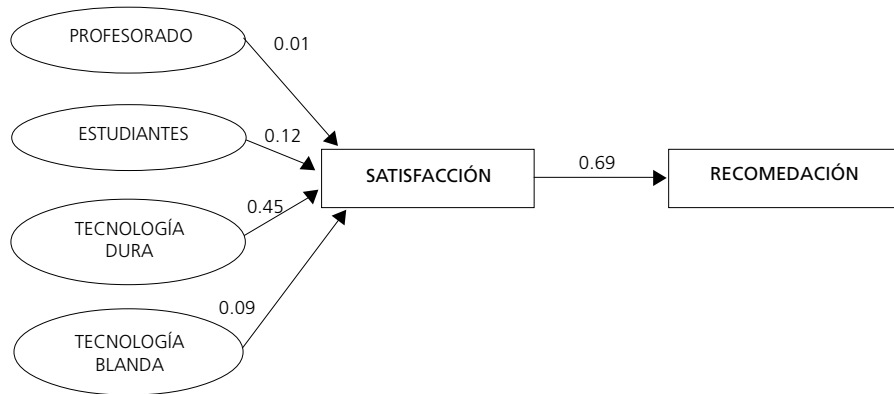 PROFESORADO
0.01
ESTUDIANTES
0.12
TECNOLOGÍA
DURA
0.45
TECNOLOGÍA
BLANDA
0.09
SATISFACCIÓN
0.69
RECOMEDACIÓN